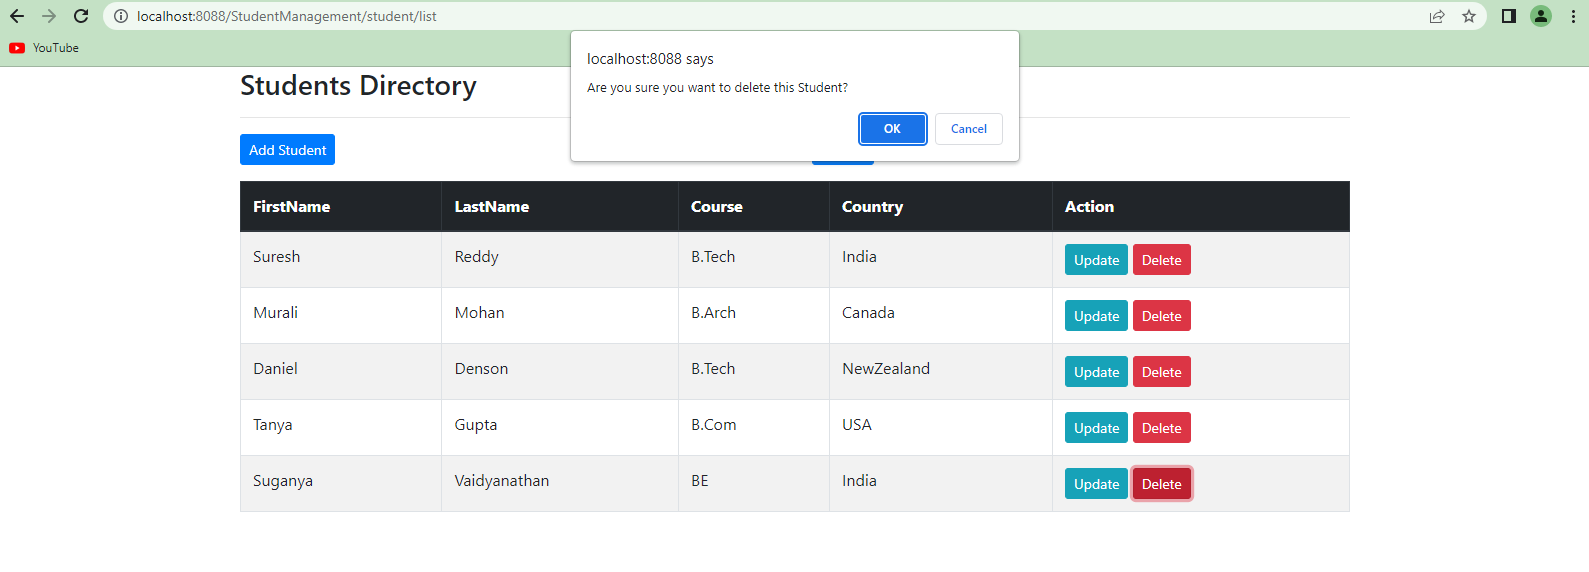 localhost:8088/StudentManagement/student/list
YouTube
localhost:8088 says
Are you sure you want to delete this Student?
OK Cancel
Students Directory
Add Student
FirstName LastName Course Country Action
Suresh Reddy B.Tech India Update Delete
Murali Mohan B.Arch Canada Update Delete
Daniel Denson B.Tech NewZealand Update Delete
Tanya Gupta B.Com USA Update Delete
Suganya Vaidyanathan BE India Update Delete